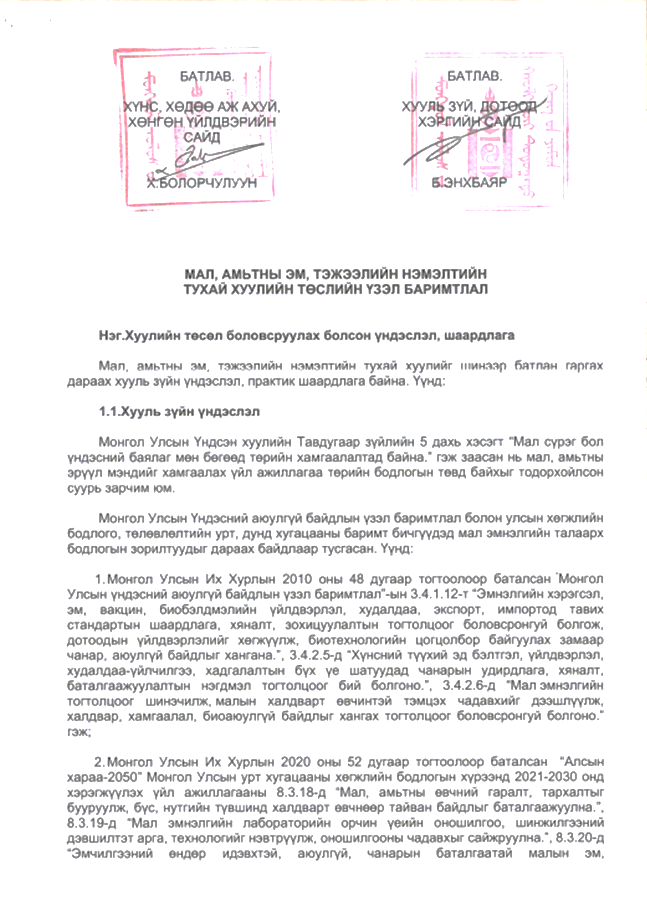 БАТЛАВ.
ХҮНС, ХӨДӨӨ АЖ АХУЙ,
ХӨНГӨН ҮЙЛДВЭРИЙН
САЙД
Х.БОЛОРЧУЛУУН
БАТЛАВ.
ХУУЛЬ ЗҮЙ, ДОТООД
ХЭРГИЙН САЙД
Б.ЭНХБАЯР
МАЛ, АМЬТНЫ ЭМ, ТЭЖЭЭЛИЙН НЭМЭЛТИЙН
ТУХАЙ ХУУЛИЙН ТӨСЛИЙН ҮЗЭЛ БАРИМТЛАЛ
Нэг.Хуулийн төсөл боловсруулах болсон үндэслэл, шаардлага
Мал, амьтны эм, тэжээлийн нэмэлтийн тухай хуулийг шинээр батлан гаргах
дараах хууль зүйн үндэслэл, практик шаардлага байна. Үүнд:
1.1.Хууль зүйн үндэслэл
Монгол Улсын Үндсэн хуулийн Тавдугаар зүйлийн 5 дахь хэсэгт "Мал сүрэг бол
үндэсний баялаг мөн бөгөөд төрийн хамгаалалтад байна." гэж заасан нь мал, амьтны
эрүүл мэндийг хамгаалах үйл ажиллагаа төрийн бодлогын төвд байхыг тодорхойлсон
суурь зарчим юм.
Монгол Улсын Үндэсний аюулгүй байдлын үзэл баримтлал болон улсын хөгжлийн
бодлого, төлөвлөлтийн урт, дунд хугацааны баримт бичгүүдэд мал эмнэлгийн талаарх
бодлогын зорилтуудыг дараах байдлаар тусгасан. Үүнд:
1.Монгол Улсын Их Хурлын 2010 оны 48 дугаар тогтоолоор баталсан "Монгол
Улсын үндэсний аюулгүй байдлын үзэл баримтлал"-ын 3.4.1.12-т "Эмнэлгийн хэрэгсэл,
эм, вакцин, биобэлдмэлийн үйлдвэрлэл, худалдаа, экспорт, импортод тавих
стандартын шаардлага, хяналт, зохицуулалтын тогтолцоог боловсронгуй болгож,
дотоодын үйлдвэрлэлийг хөгжүүлж, биотехнологийн цогцолбор байгуулах замаар
чанар, аюулгүй байдлыг хангана.", 3.4.2.5-д "Хүнсний түүхий эд бэлтгэл, үйлдвэрлэл,
худалдаа-үйлчилгээ, хадгалалтын бүх үе шатуудад чанарын удирдлага, хяналт,
баталгаажуулалтын нэгдмэл тогтолцоог бий болгоно.", 3.4.2.6-д "Мал эмнэлгийн
тогтолцоог шинэчилж, малын халдварт өвчинтэй тэмцэх чадавхийг дээшлүүлж,
халдвар, хамгаалал, биоаюулгүй байдлыг хангах тогтолцоог боловсронгуй болгоно."
гэж;
2.Монгол Улсын Их Хурлын 2020 оны 52 дугаар тогтоолоор баталсан "Алсын
хараа-2050" Монгол Улсын урт хугацааны хөгжлийн бодлогын хүрээнд 2021-2030 онд
хэрэгжүүлэх үйл ажиллагааны 8.3.18-д "Мал, амьтны өвчний гаралт, тархалтыг
бууруулж, бүс, нутгийн түвшинд халдварт өвчнөөр тайван байдлыг баталгаажуулна.",
8.3.19-д "Мал эмнэлгийн лабораторийн орчин үеийн оношилгоо, шинжилгээний
дэвшилтэт арга, технологийг нэвтрүүлж, оношилгооны чадавхыг сайжруулна.", 8.3.20-д
"Эмчилгээний өндөр идэвхтэй, аюулгүй, чанарын баталгаатай малын эм,